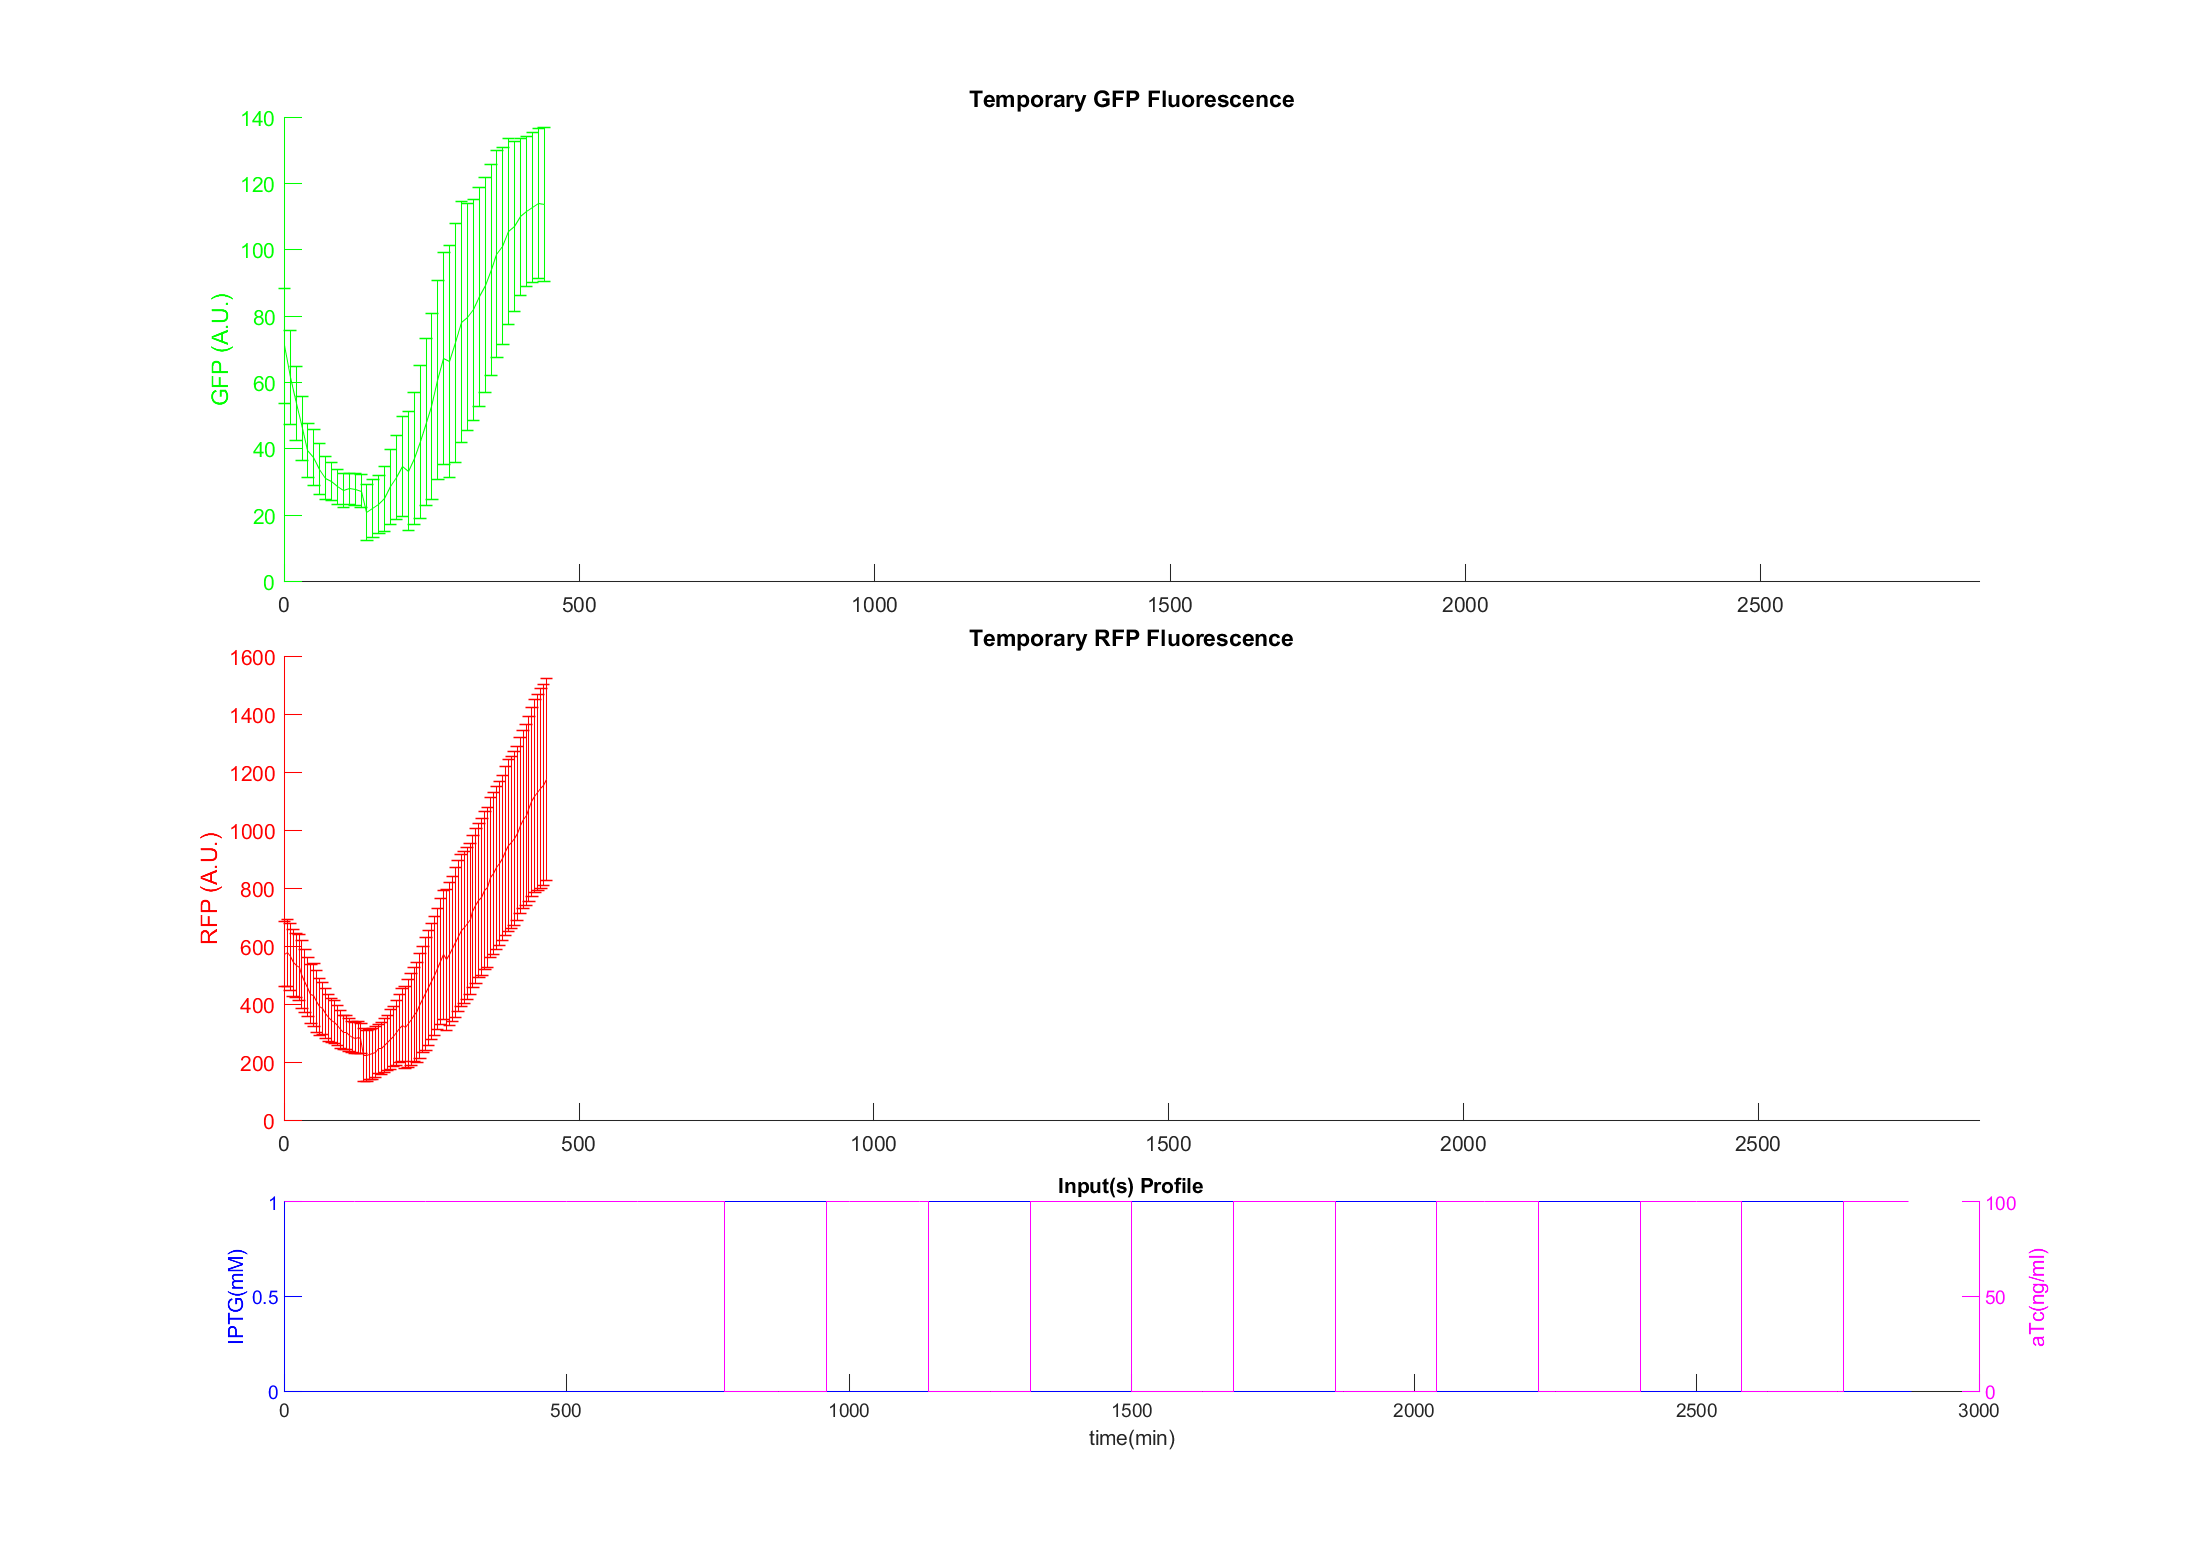 Temporary GFP Fluorescence
140
120
100
80
60
40
20
0
GFP (A.U.)
0 500 1000 1500 2000 2500
Temporary RFP Fluorescence
1600
1400
1200
1000
800
600
400
200
0
RFP (A.U.)
0 500 1000 1500 2000 2500
Input(s) Profile
1
0.5
0
IPTG(mM)
100
50
0
aTc(ng/ml)
0 500 1000 1500 2000 2500 3000
time(min)